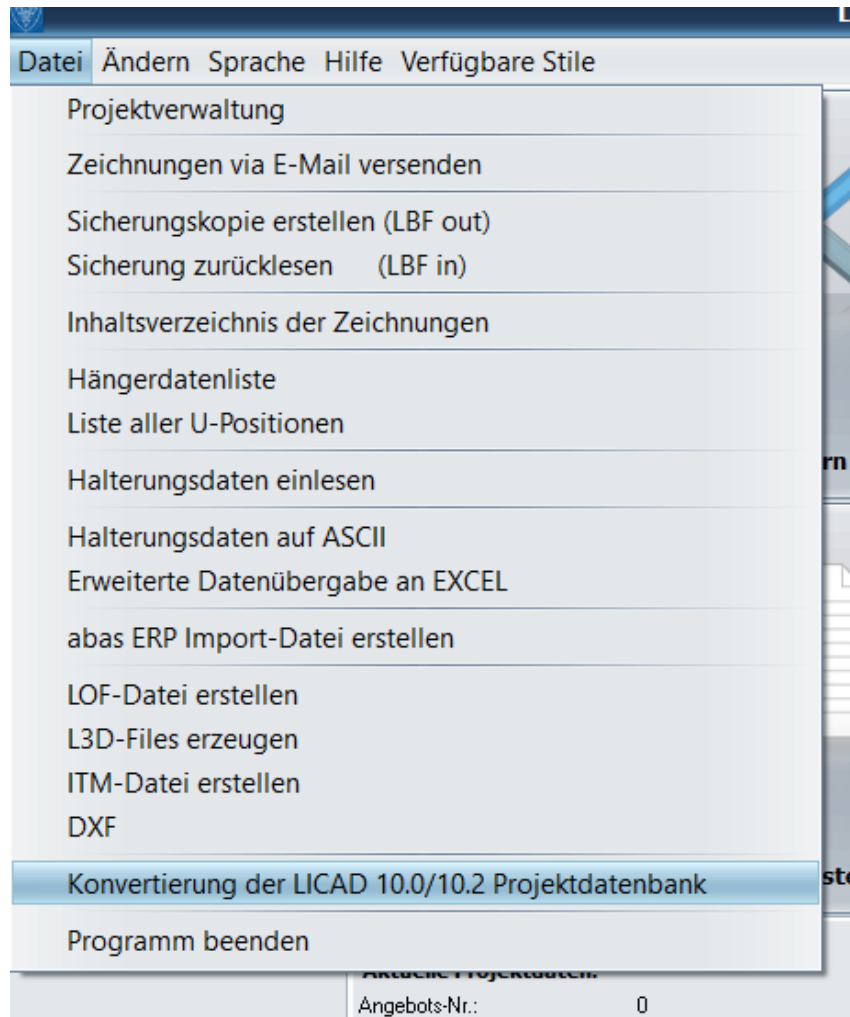 Datei Ändern Sprache Hilfe Verfügbare Stile
Projektverwaltung
Zeichnungen via E-Mail versenden
Sicherungskopie erstellen (LBF out)
Sicherung zurücklesen (LBF in)
Inhaltsverzeichnis der Zeichnungen
Hängerdatenliste
Liste aller U-Positionen
Halterungsdaten einlesen
Halterungsdaten auf ASCII
Erweiterte Datenübergabe an EXCEL
abas ERP Import-Datei erstellen
LOF-Datei erstellen
L3D-Files erzeugen
ITM-Datei erstellen
DXF
Konvertierung der LICAD 10.0/10.2 Projektdatenbank
Programm beenden
Aktuelle Projektdaten:
Angebots-Nr.: 0